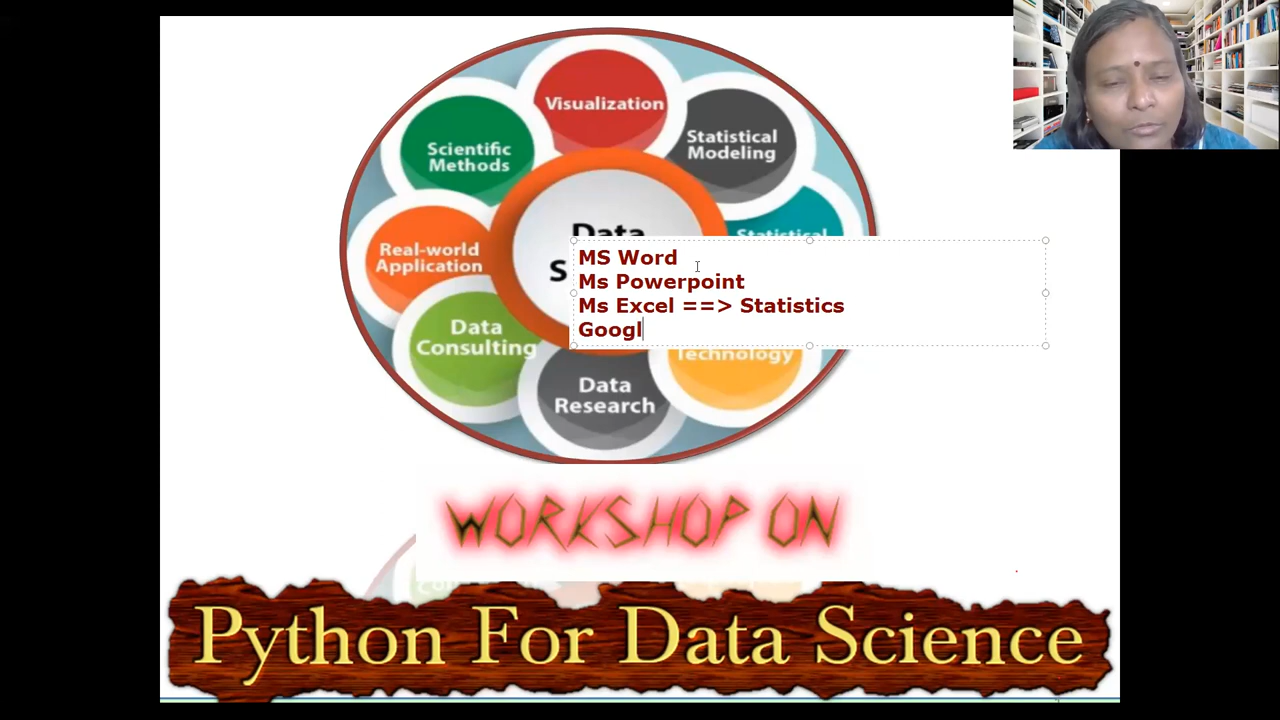 Visualization
Scientific
Methods
Statistical
Modeling
Data
S
Real-world
Application
Statistical
MS Word
Ms Powerpoint
Ms Excel ==> Statistics
Googl
Data
Consulting
Technology
Data
Research
WORKSHOP ON
Python For Data Science